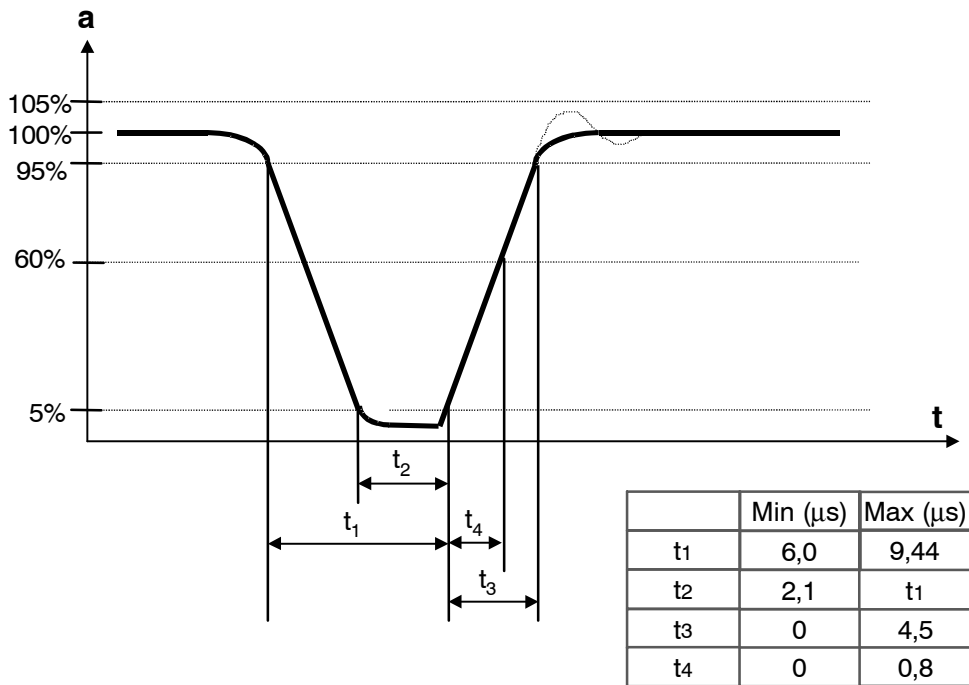 a
105%
100%
95%
60%
5%
t
t2
t1
t4
t3
Min (μs) Max (μs)
t1 6,0 9,44
t2 2,1 t1
t3 0 4,5
t4 0 0,8